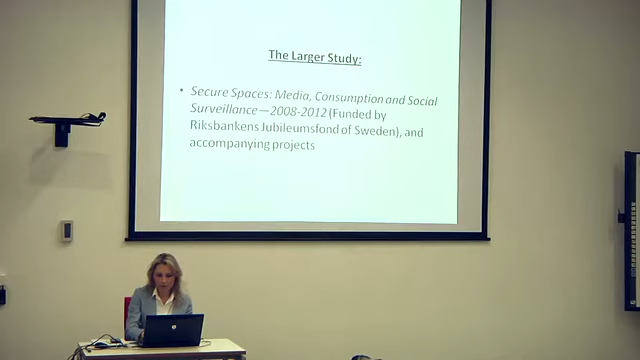 The Larger Study:
• Secure Spaces: Media, Consumption and Social
Surveillance—2008-2012 (Funded by
Riksbankens Jubileumsfond of Sweden), and
accompanying projects